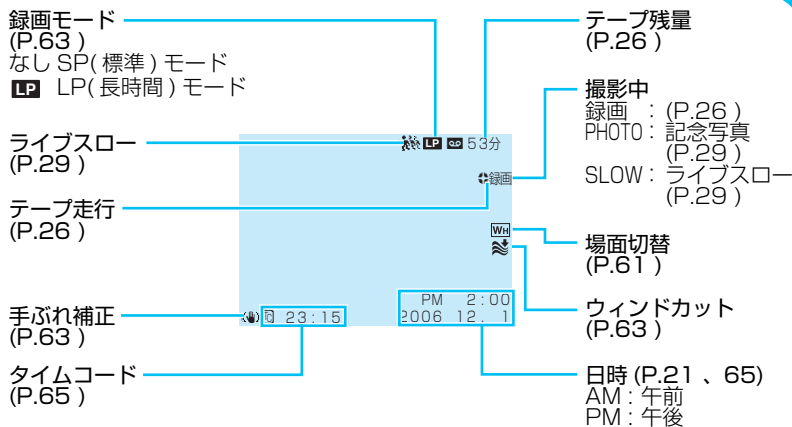 録画モード
(P.63 )
なし SP( 標準 ) モード
LP LP( 長時間 ) モード
ライブスロー
(P.29 )
テープ走行
(P.26 )
手ぶれ補正
(P.63 )
タイムコード
(P.65 )
LP 53分
録画
WH
PM 2:00
23:15 2006 12. 1
テープ残量
(P.26 )
撮影中
録画 : (P.26 )
PHOTO : 記念写真
(P.29 )
SLOW : ライブスロー
(P.29 )
場面切替
(P.61 )
ウィンドカット
(P.63 )
日時 (P.21 、65)
AM : 午前
PM : 午後